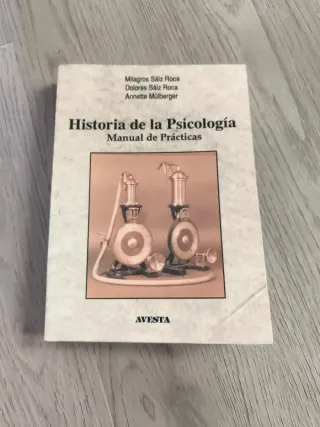 Milagros Sáiz Roca
Dolores Sáiz Roca
Annette Mülberger
Historia de la Psicología
Manual de Prácticas
AVESTA